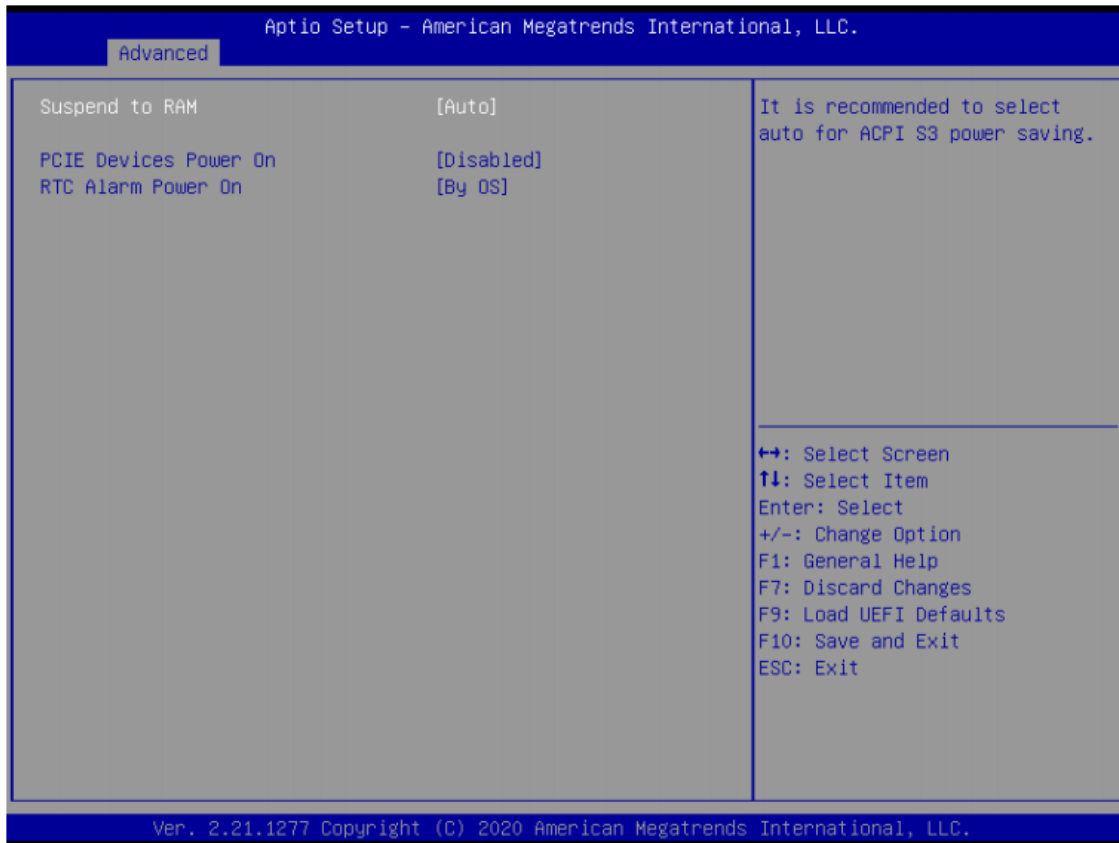 Aptio Setup – American Megatrends International, LLC.
Advanced
Suspend to RAM [Auto]
PCIE Devices Power On [Disabled]
RTC Alarm Power On [By OS]
It is recommended to select
auto for ACPI S3 power saving.
↔: Select Screen
↑↓: Select Item
Enter: Select
+/-: Change Option
F1: General Help
F7: Discard Changes
F9: Load UEFI Defaults
F10: Save and Exit
ESC: Exit
Ver. 2.21.1277 Copyright (C) 2020 American Megatrends International, LLC.